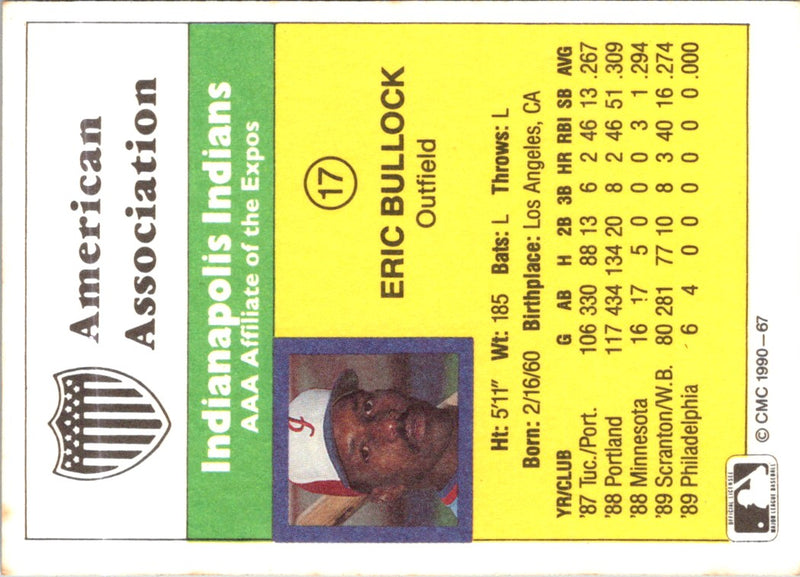 American
Association
Indianapolis Indians
AAA Affiliate of the Expos
17
ERIC BULLOCK
Outfield
Ht: 5'11" Wt: 185 Bats: L Throws: L
Born: 2/16/60 Birthplace: Los Angeles, CA
YR/CLUB G AB H 2B 3B HR RBI SB AVG
'87 Tuc./Port. 106 330 88 13 6 2 46 13 .267
'88 Portland 117 434 134 20 8 2 46 51 .309
'88 Minnesota 16 17 5 0 0 0 3 1 .294
'89 Scranton/W.B. 80 281 77 10 8 3 40 16 .274
'89 Philadelphia 6 4 0 0 0 0 0 0 .000
© CMC 1990–67
OFFICIAL LICENSEE
MAJOR LEAGUE BASEBALL